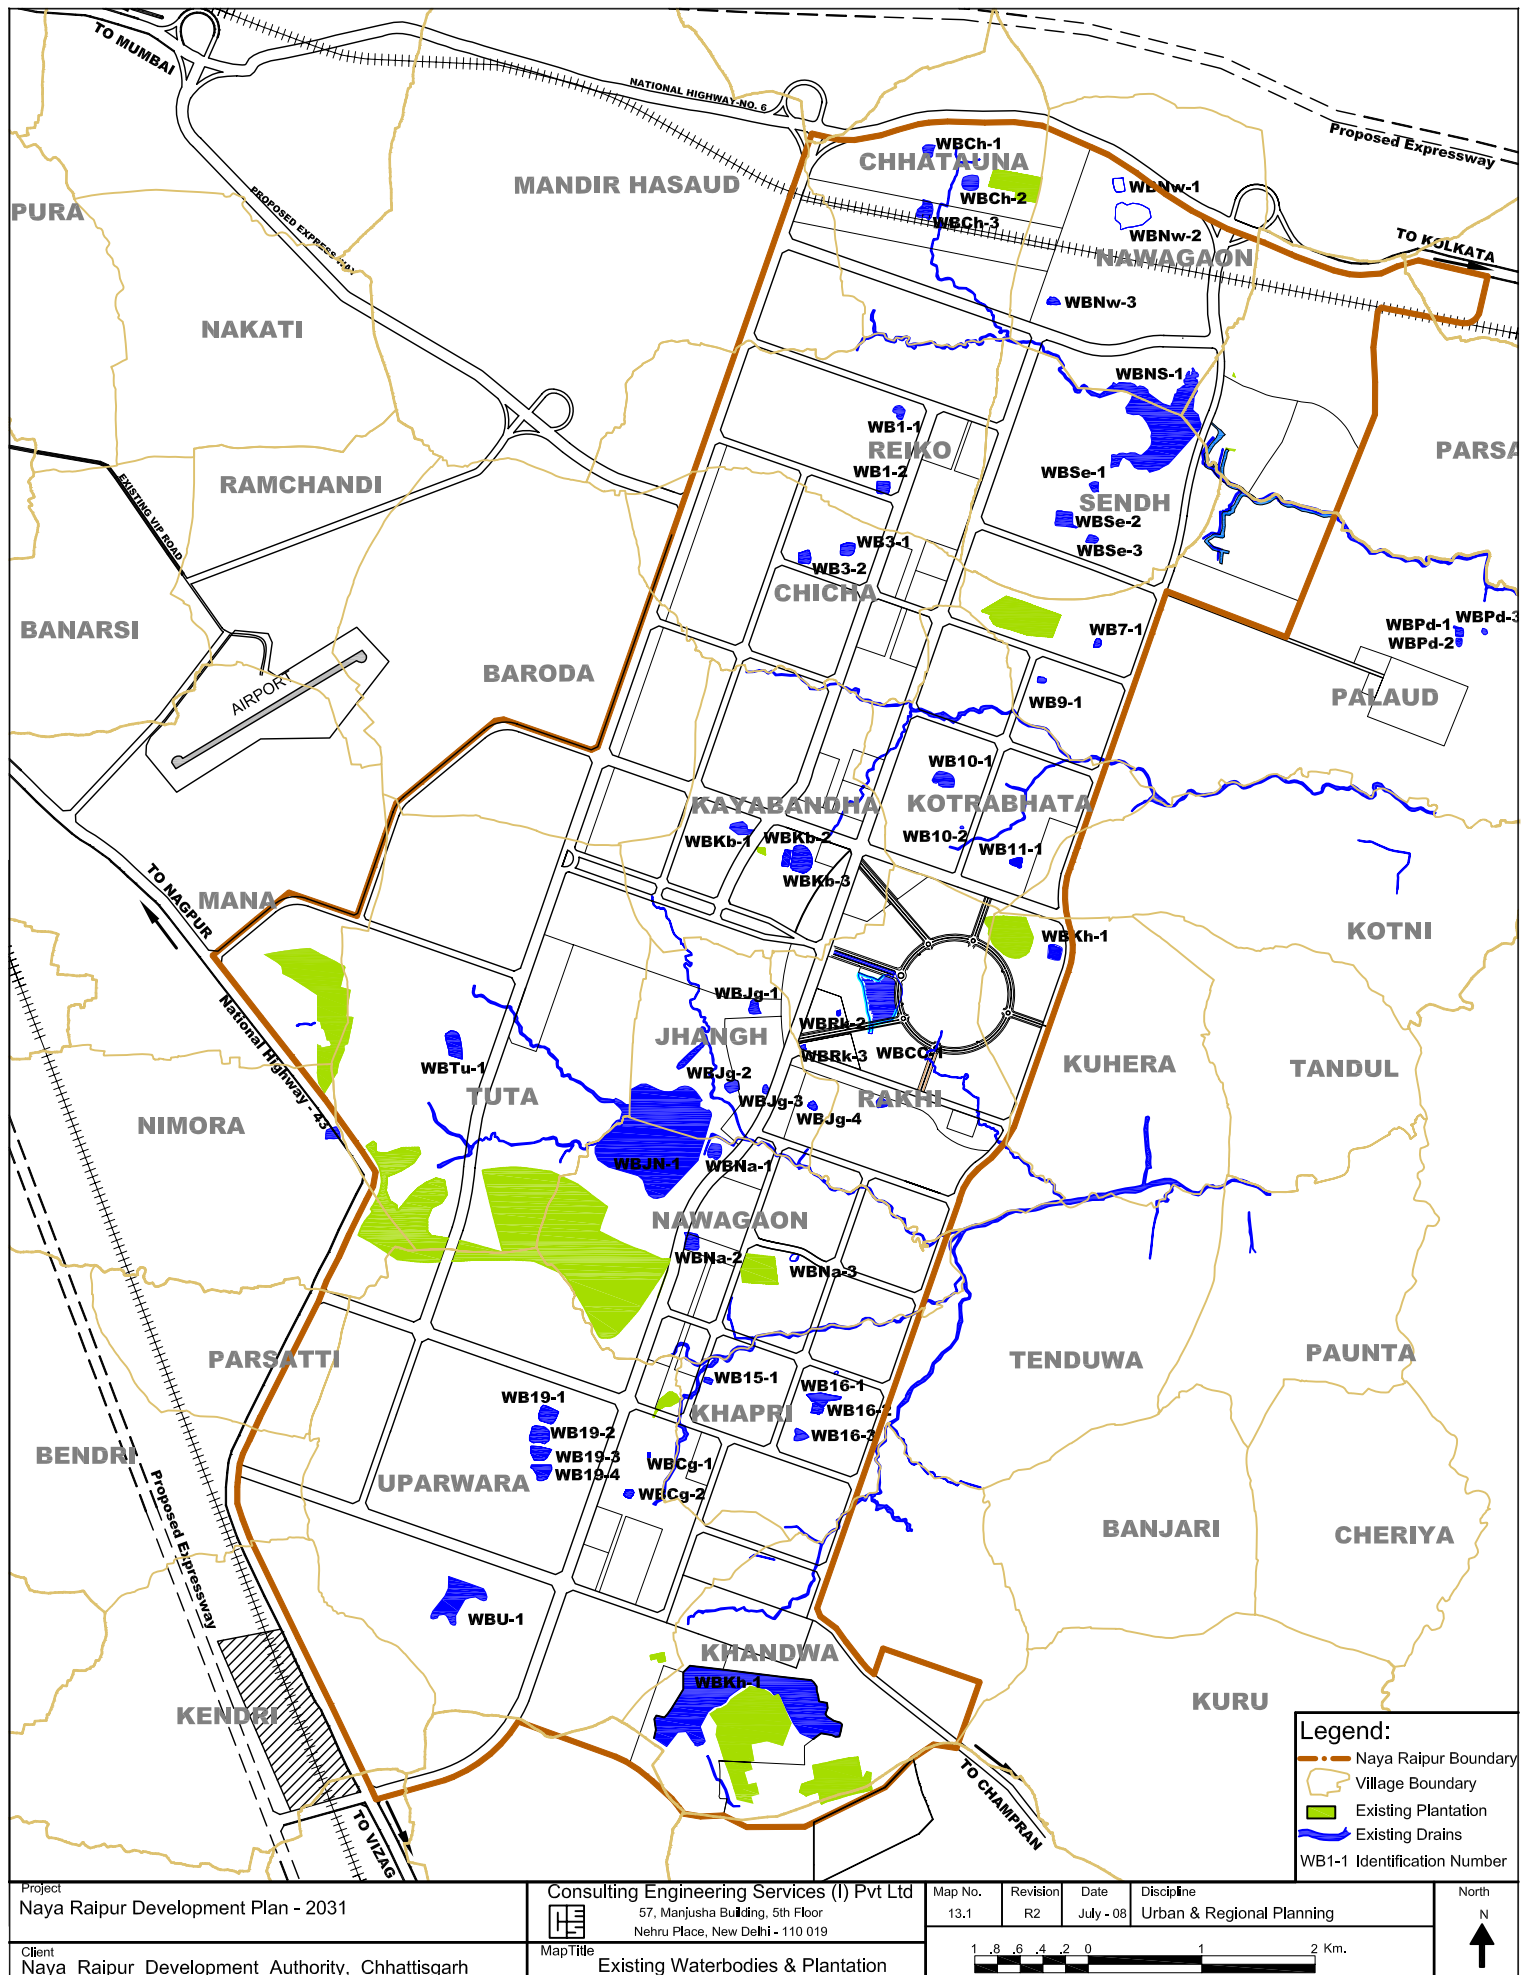 TO MUMBAI
NATIONAL HIGHWAY-NO. 6
Proposed Expressway
WBCh-1
CHHATAUNA
MANDIR HASAUD
WBNw-1
WBCh-2
PURA
PROPOSED EXPRESS WAY
WBCh-3
WBNw-2
TO KOLKATA
NAWAGAON
WBNw-3
NAKATI
WBNS-1
WB1-1
REIKO
PARSA
WB1-2
WBSe-1
RAMCHANDI
SENDH
EXISTING VIP ROAD
WBSe-2
WB3-1
WBSe-3
WB3-2
CHICHA
WBPd-3
WBPd-1
BANARSI
WB7-1
WBPd-2
BARODA
AIRPORT
PALAUD
WB9-1
WB10-1
KAYABANDHA
KOTRABHATA
WBKb-2
WBKb-1
WB10-2
WB11-1
WBKb-3
TO NAGPUR
MANA
KOTNI
WBKh-1
WBJg-1
National Highway - 43
WBRk-2
JHANGH
WBRk-3
WBCC-1
WBTu-1
KUHERA
TANDUL
WBJg-2
TUTA
WBJg-3
RAKHI
WBJg-4
NIMORA
WBJN-1
WBNa-1
NAWAGAON
WBNa-2
WBNa-3
PARSATTI
TENDUWA
PAUNTA
WB15-1
WB16-1
WB19-1
KHAPRI
WB16-2
WB19-2
WB16-3
BENDRI
WB19-3
WBCg-1
WB19-4
UPARWARA
WBCg-2
Proposed Expressway
BANJARI
CHERIYA
WBU-1
KHANDWA
WBKh-1
KENDRI
KURU
TO CHAMPRAN
TO VIZAG
Legend:
Naya Raipur Boundary
Village Boundary
Existing Plantation
Existing Drains
WB1-1 Identification Number
Project
Naya Raipur Development Plan - 2031
Client
Naya Raipur Development Authority, Chhattisgarh
Consulting Engineering Services (I) Pvt Ltd
57, Manjusha Building, 5th Floor
Nehru Place, New Delhi - 110 019
Map Title
Existing Waterbodies & Plantation
Map No. Revision Date Discipline
13.1 R2 July - 08 Urban & Regional Planning
1 .8 .6 .4 .2 0 1 2 Km.
North
N